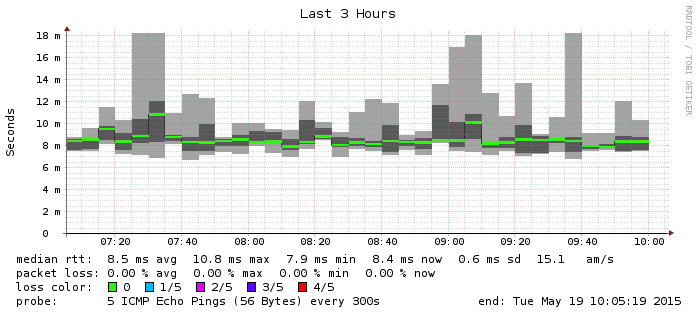 Last 3 Hours
RRDTOOL / TOBI OETIKER
Seconds
18 m
16 m
14 m
12 m
10 m
8 m
6 m
4 m
2 m
0
07:20 07:40 08:00 08:20 08:40 09:00 09:20 09:40 10:00
median rtt: 8.5 ms avg 10.8 ms max 7.9 ms min 8.4 ms now 0.6 ms sd 15.1 am/s
packet loss: 0.00 % avg 0.00 % max 0.00 % min 0.00 % now
loss color: 0 1/5 2/5 3/5 4/5
probe: 5 ICMP Echo Pings (56 Bytes) every 300s end: Tue May 19 10:05:19 2015